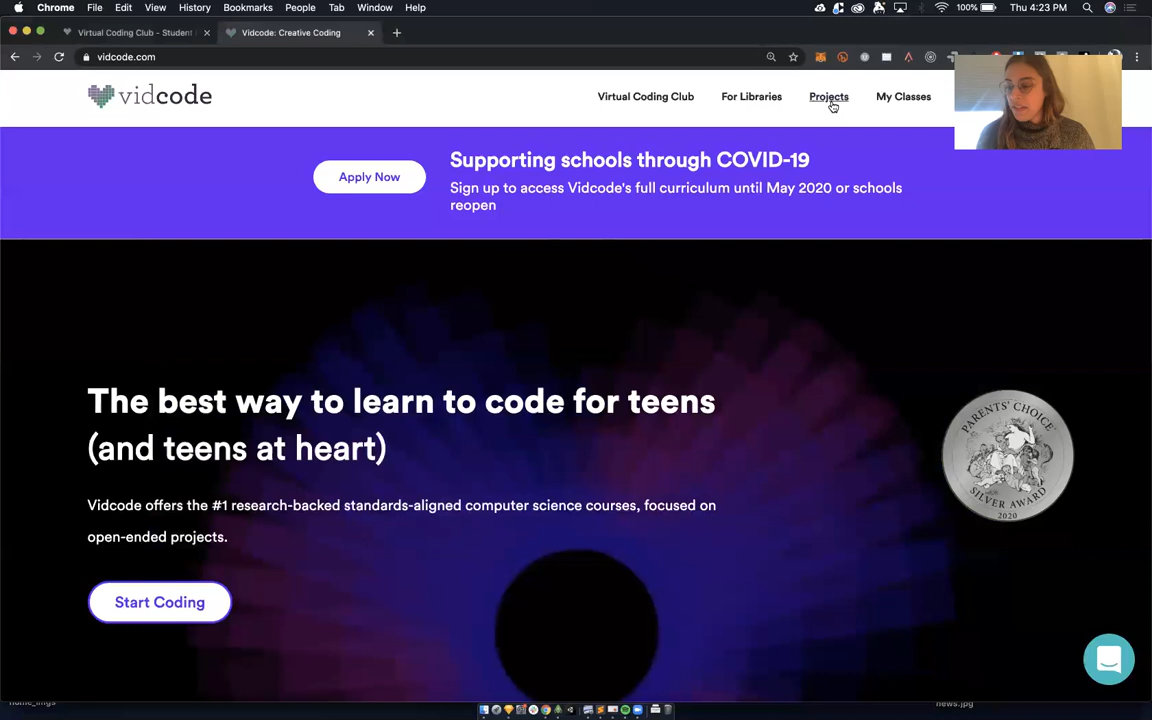 Chrome File Edit View History Bookmarks People Tab Window Help 100% Thu 4:23 PM
Virtual Coding Club - Student Vidcode: Creative Coding
vidcode.com
vidcode Virtual Coding Club For Libraries Projects My Classes
Supporting schools through COVID-19
Apply Now
Sign up to access Vidcode's full curriculum until May 2020 or schools
reopen
The best way to learn to code for teens
(and teens at heart)
PARENTS' CHOICE
SILVER AWARD
2020
Vidcode offers the #1 research-backed standards-aligned computer science courses, focused on
open-ended projects.
Start Coding
name_imgs news.jpg